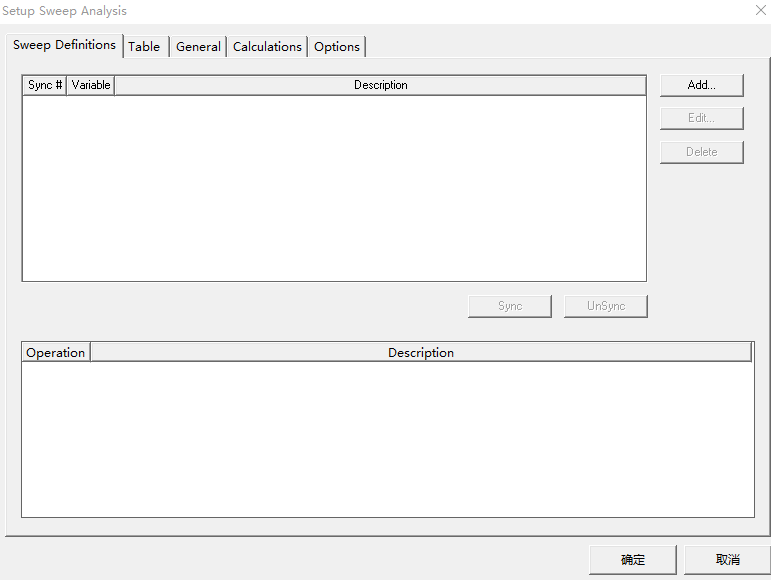 Setup Sweep Analysis
Sweep Definitions Table General Calculations Options
Sync # Variable Description
Add...
Edit...
Delete
Sync UnSync
Operation Description
确定 取消